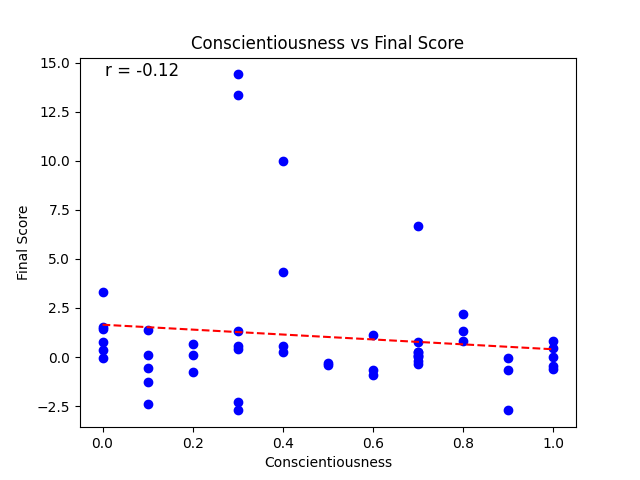 Conscientiousness vs Final Score
r = -0.12
15.0
12.5
10.0
7.5
5.0
2.5
0.0
−2.5
Final Score
0.0 0.2 0.4 0.6 0.8 1.0
Conscientiousness